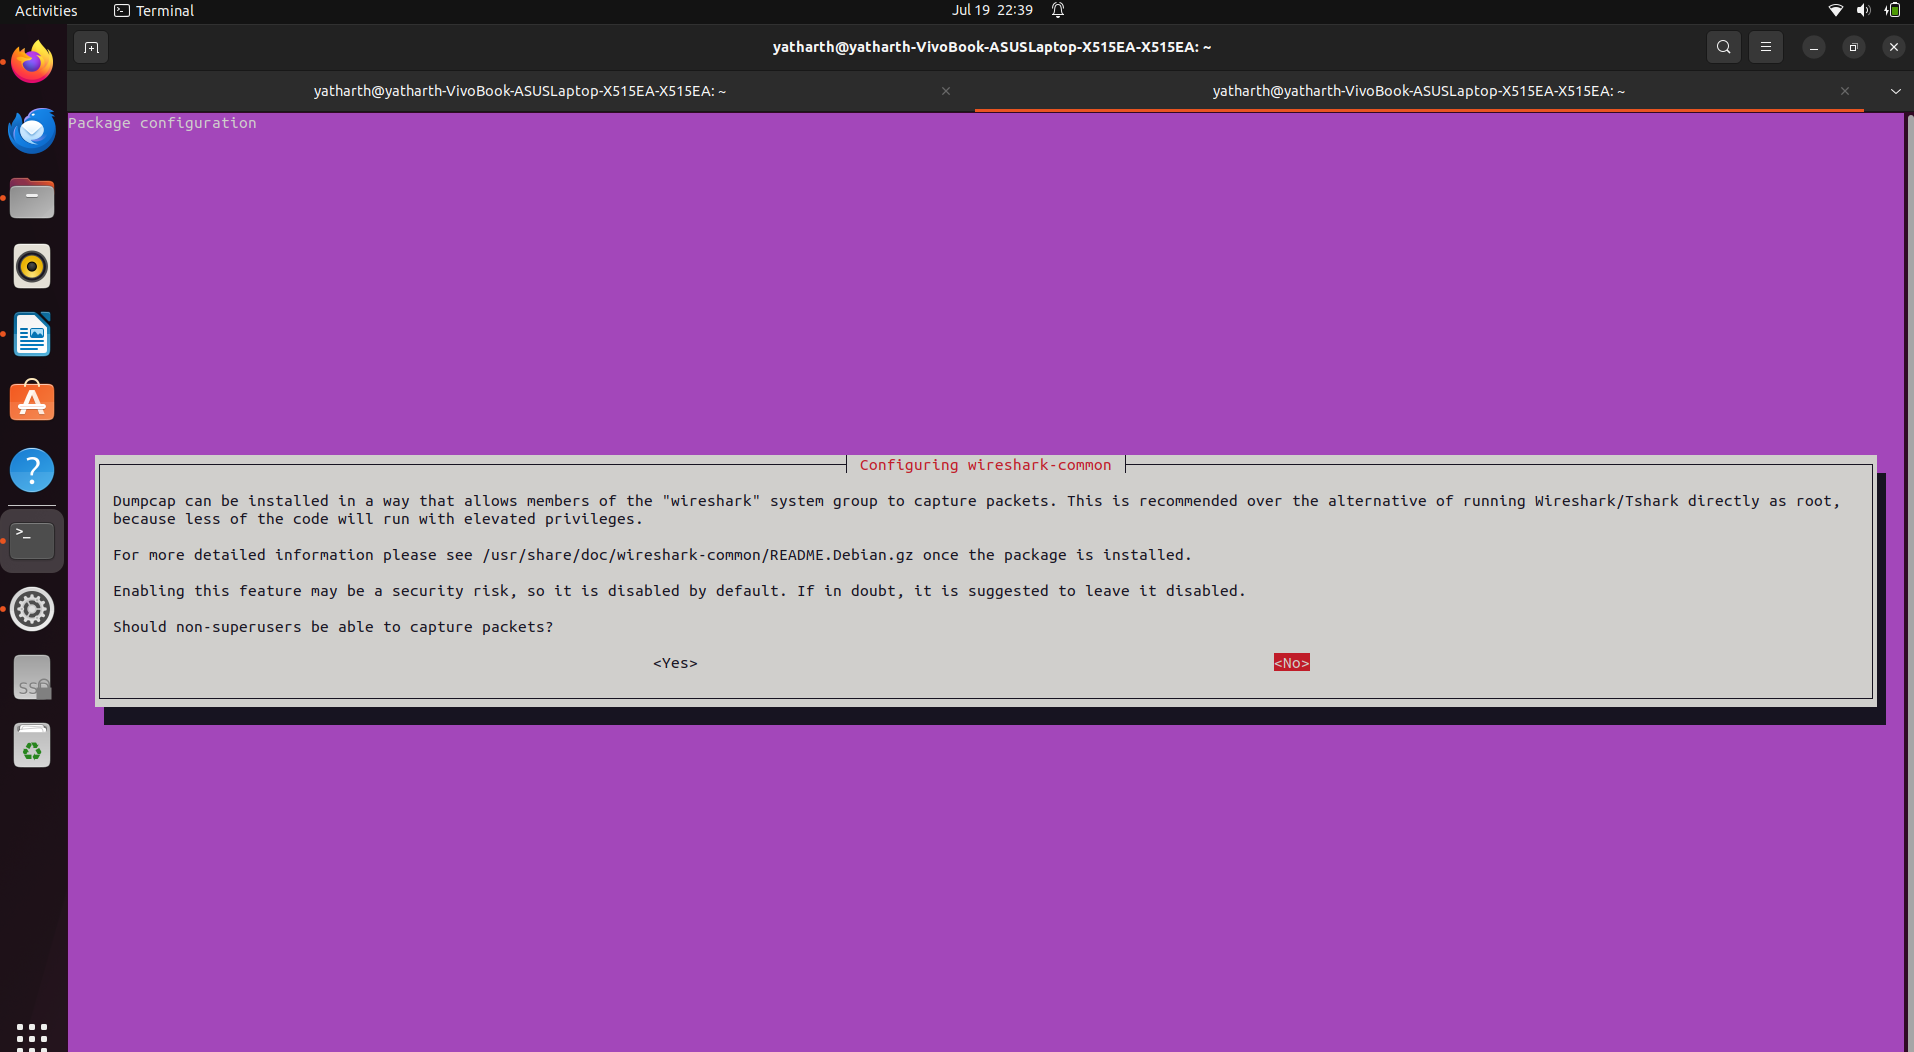 Activities
Terminal
Jul 19 22:39
yatharth@yatharth-VivoBook-ASUSLaptop-X515EA-X515EA: ~
yatharth@yatharth-VivoBook-ASUSLaptop-X515EA-X515EA: ~
yatharth@yatharth-VivoBook-ASUSLaptop-X515EA-X515EA: ~
Package configuration
Configuring wireshark-common
Dumpcap can be installed in a way that allows members of the "wireshark" system group to capture packets. This is recommended over the alternative of running Wireshark/Tshark directly as root,
because less of the code will run with elevated privileges.
For more detailed information please see /usr/share/doc/wireshark-common/README.Debian.gz once the package is installed.
Enabling this feature may be a security risk, so it is disabled by default. If in doubt, it is suggested to leave it disabled.
Should non-superusers be able to capture packets?
<Yes> <No>
>_
SS